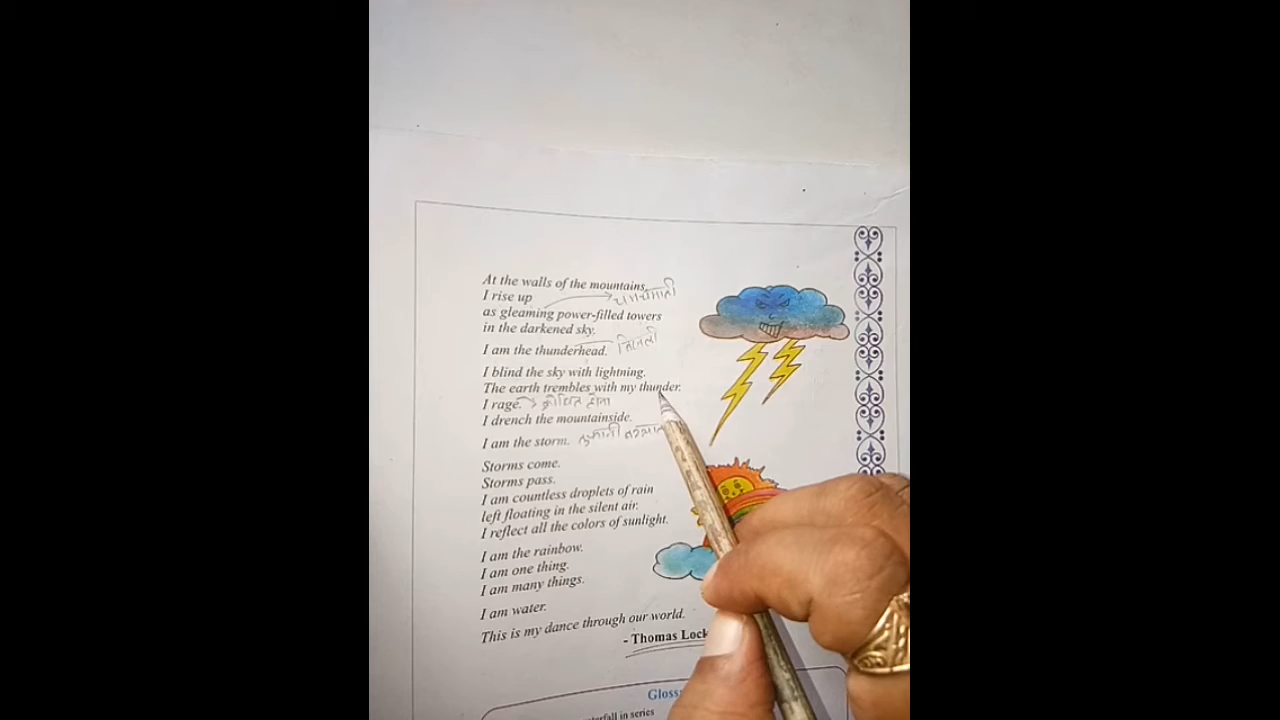 At the walls of the mountains,
I rise up
चमचमाती
as gleaming power-filled towers
in the darkened sky.
I am the thunderhead.
I blind the sky with lightning.
The earth trembles with my thunder.
I rage. क्रोधित होता
I drench the mountainside.
I am the storm. तूफानी
Storms come.
Storms pass.
I am countless droplets of rain
left floating in the silent air.
I reflect all the colors of sunlight.
I am the rainbow.
I am one thing.
I am many things.
I am water.
This is my dance through our world.
- Thomas Lock
Gloss
in series